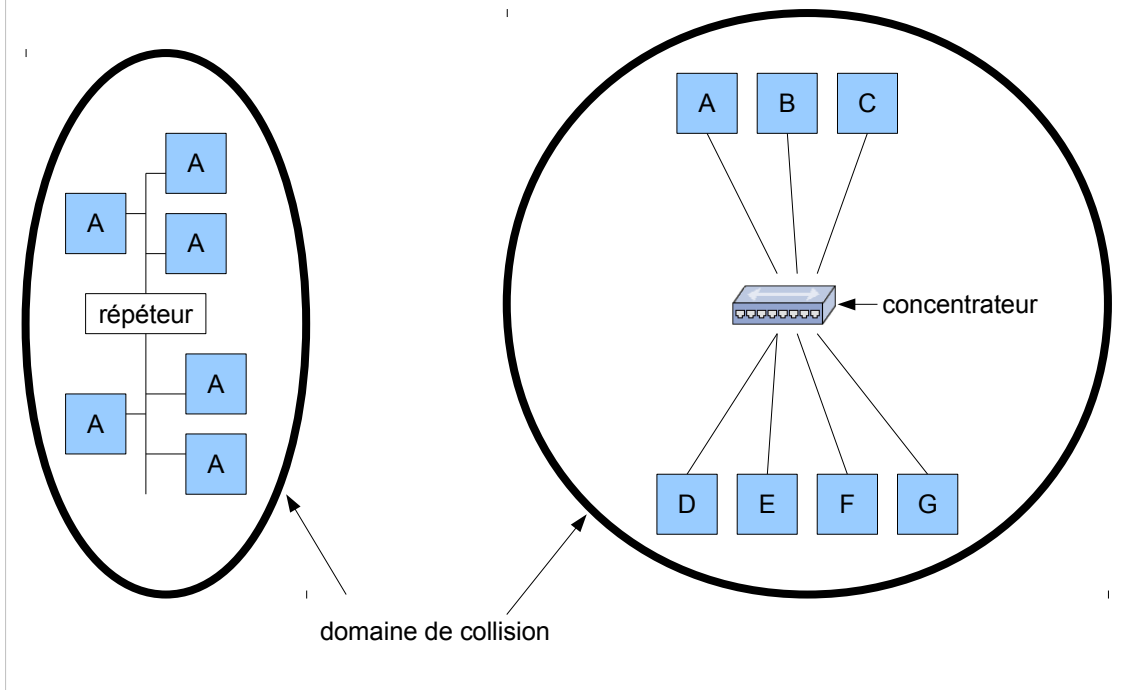 A
A
A
répéteur
A
A
A
A B C
concentrateur
D E F G
domaine de collision